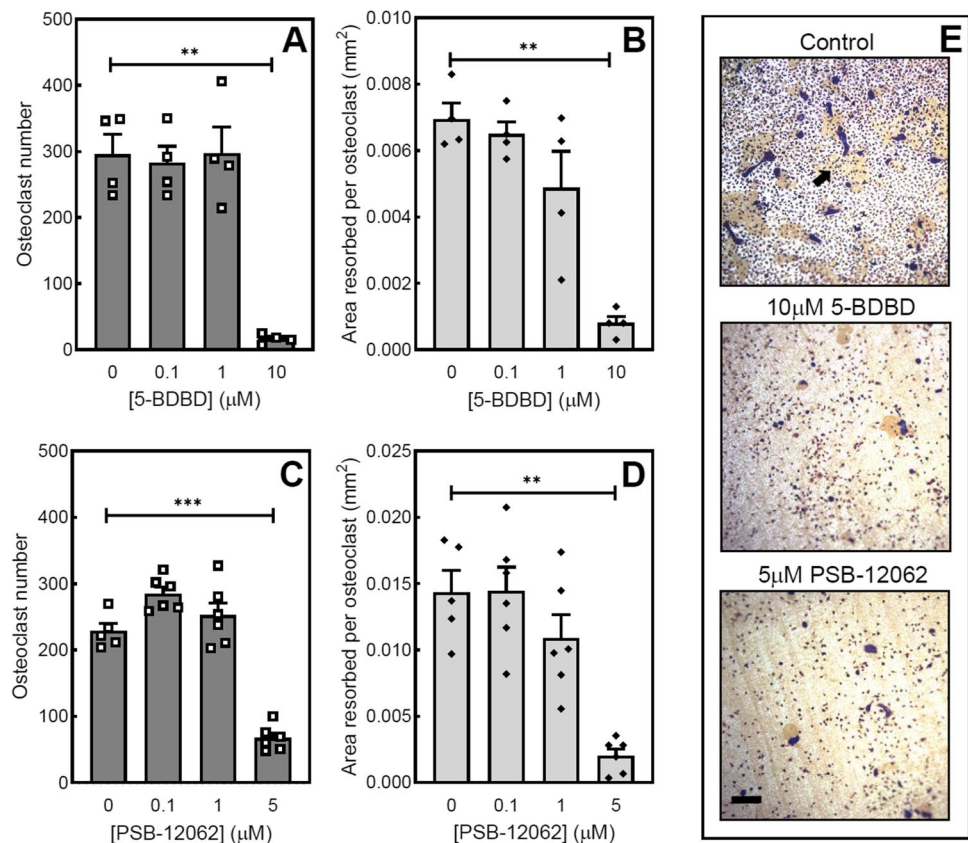 A
Osteoclast number
500
400
300
200
100
0
**
0 0.1 1 10
[5-BDBD] (μM)
B
Area resorbed per osteoclast (mm²)
0.010
0.008
0.006
0.004
0.002
0.000
**
0 0.1 1 10
[5-BDBD] (μM)
C
Osteoclast number
500
400
300
200
100
0
***
0 0.1 1 5
[PSB-12062] (μM)
D
Area resorbed per osteoclast (mm²)
0.025
0.020
0.015
0.010
0.005
0.000
**
0 0.1 1 5
[PSB-12062] (μM)
E
Control
10μM 5-BDBD
5μM PSB-12062